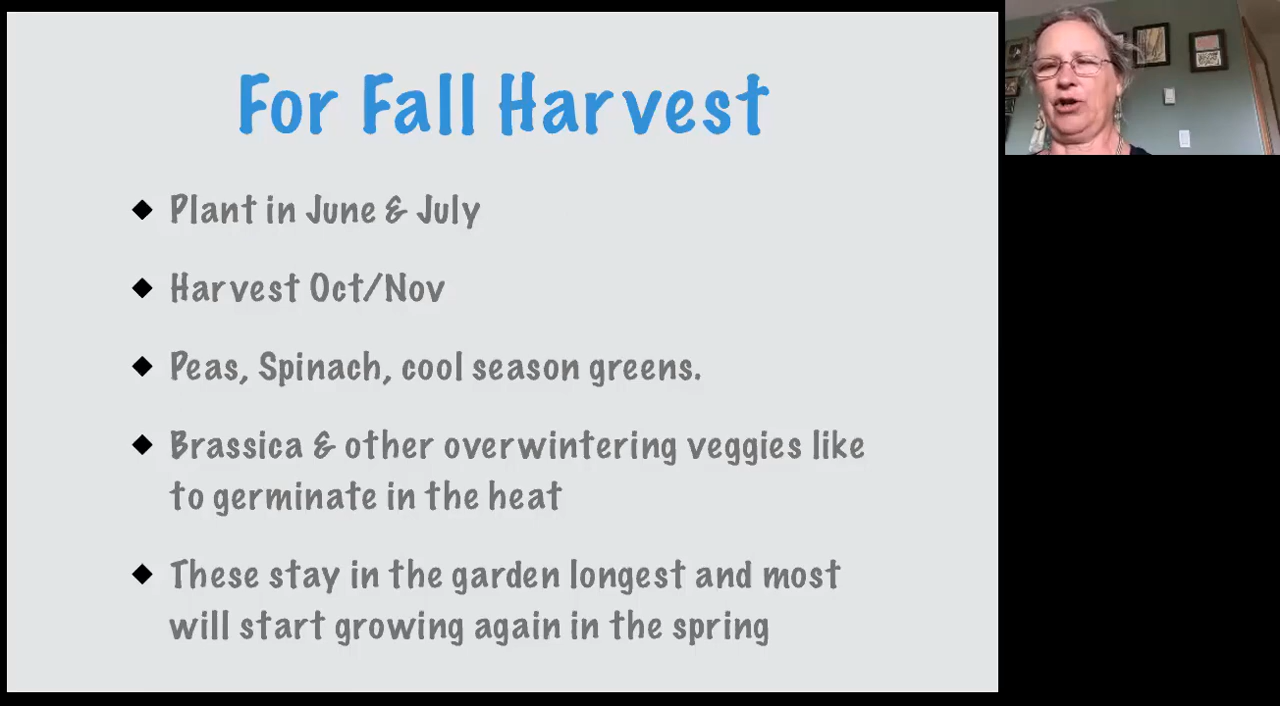 For Fall Harvest
Plant in June & July
Harvest Oct/Nov
Peas, Spinach, cool season greens.
Brassica & other overwintering veggies like
to germinate in the heat
These stay in the garden longest and most
will start growing again in the spring